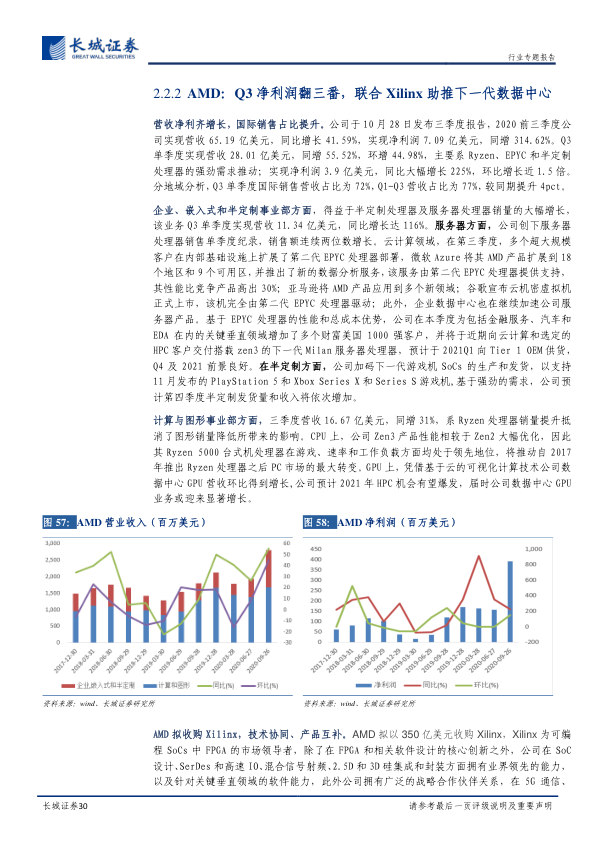 长城证券
GREAT WALL SECURITIES
行业专题报告
2.2.2 AMD：Q3 净利润翻三番，联合 Xilinx 助推下一代数据中心
营收净利齐增长，国际销售占比提升。公司于 10 月 28 日发布三季度报告，2020 前三季度公
司实现营收 65.19 亿美元，同比增长 41.59%，实现净利润 7.09 亿美元，同增 314.62%。Q3
单季度实现营收 28.01 亿美元，同增 55.52%，环增 44.98%，主要系 Ryzen、EPYC 和半定制
处理器的强劲需求推动；实现净利润 3.9 亿美元，同比大幅增长 225%，环比增长近 1.5 倍。
分地域分析，Q3 单季度国际销售营收占比为 72%，Q1-Q3 营收占比为 77%，较同期提升 4pct。
企业、嵌入式和半定制事业部方面，得益于半定制处理器及服务器处理器销量的大幅增长，
该业务 Q3 单季度实现营收 11.34 亿美元，同比增长达 116%。服务器方面，公司创下服务器
处理器销售单季度纪录，销售额连续两位数增长。云计算领域，在第三季度，多个超大规模
客户在内部基础设施上扩展了第二代 EPYC 处理器部署，微软 Azure 将其 AMD 产品扩展到 18
个地区和 9 个可用区，并推出了新的数据分析服务，该服务由第二代 EPYC 处理器提供支持，
其性能比竞争产品高出 30%；亚马逊将 AMD 产品应用到多个新领域；谷歌宣布云机密虚拟机
正式上市，该机完全由第二代 EPYC 处理器驱动；此外，企业数据中心也在继续加速公司服
务器产品。基于 EPYC 处理器的性能和总成本优势，公司在本季度为包括金融服务、汽车和
EDA 在内的关键垂直领域增加了多个财富美国 1000 强客户，并将于近期向云计算和选定的
HPC 客户交付搭载 zen3 的下一代 Milan 服务器处理器，预计于 2021Q1 向 Tier 1 OEM 供货，
Q4 及 2021 前景良好。在半定制方面，公司加码下一代游戏机 SoCs 的生产和发货，以支持
11 月发布的 PlayStation 5 和 Xbox Series X 和 Series S 游戏机，基于强劲的需求，公司预
计第四季度半定制发货量和收入将依次增加。
计算与图形事业部方面，三季度营收 16.67 亿美元，同增 31%，系 Ryzen 处理器销量提升抵
消了图形销量降低所带来的影响。CPU 上，公司 Zen3 产品性能相较于 Zen2 大幅优化，因此
其 Ryzen 5000 台式机处理器在游戏、速率和工作负载方面均处于领先地位，将推动自 2017
年推出 Ryzen 处理器之后 PC 市场的最大转变。GPU 上，凭借基于云的可视化计算技术公司数
据中心 GPU 营收环比得到增长，公司预计 2021 年 HPC 机会有望爆发，届时公司数据中心 GPU
业务或迎来显著增长。
图 57：AMD 营业收入（百万美元）
3,000
2,500
2,000
1,500
1,000
500
0
60
50
40
30
20
10
0
-10
-20
-30
2017-12-30
2018-03-31
2018-06-30
2018-09-29
2018-12-29
2019-03-30
2019-06-29
2019-09-28
2019-12-28
2020-03-28
2020-06-27
2020-09-26
企业,嵌入式和半定制 计算和图形 同比(%) 环比(%)
资料来源：wind、长城证券研究所
图 58：AMD 净利润（百万美元）
450
400
350
300
250
200
150
100
50
0
1,000
800
600
400
200
0
-200
2017-12-30
2018-03-31
2018-06-30
2018-09-29
2018-12-29
2019-03-30
2019-06-29
2019-09-28
2019-12-28
2020-03-28
2020-06-27
2020-09-26
净利润 同比(%) 环比(%)
资料来源：wind、长城证券研究所
AMD 拟收购 Xilinx，技术协同、产品互补。AMD 拟以 350 亿美元收购 Xilinx，Xilinx 为可编
程 SoCs 中 FPGA 的市场领导者，除了在 FPGA 和相关软件设计的核心创新之外，公司在 SoC
设计、SerDes 和高速 IO、混合信号射频、2.5D 和 3D 硅集成和封装方面拥有业界领先的能力，
以及针对关键垂直领域的软件能力，此外公司拥有广泛的战略合作伙伴关系，在 5G 通信、
长城证券30
请参考最后一页评级说明及重要声明